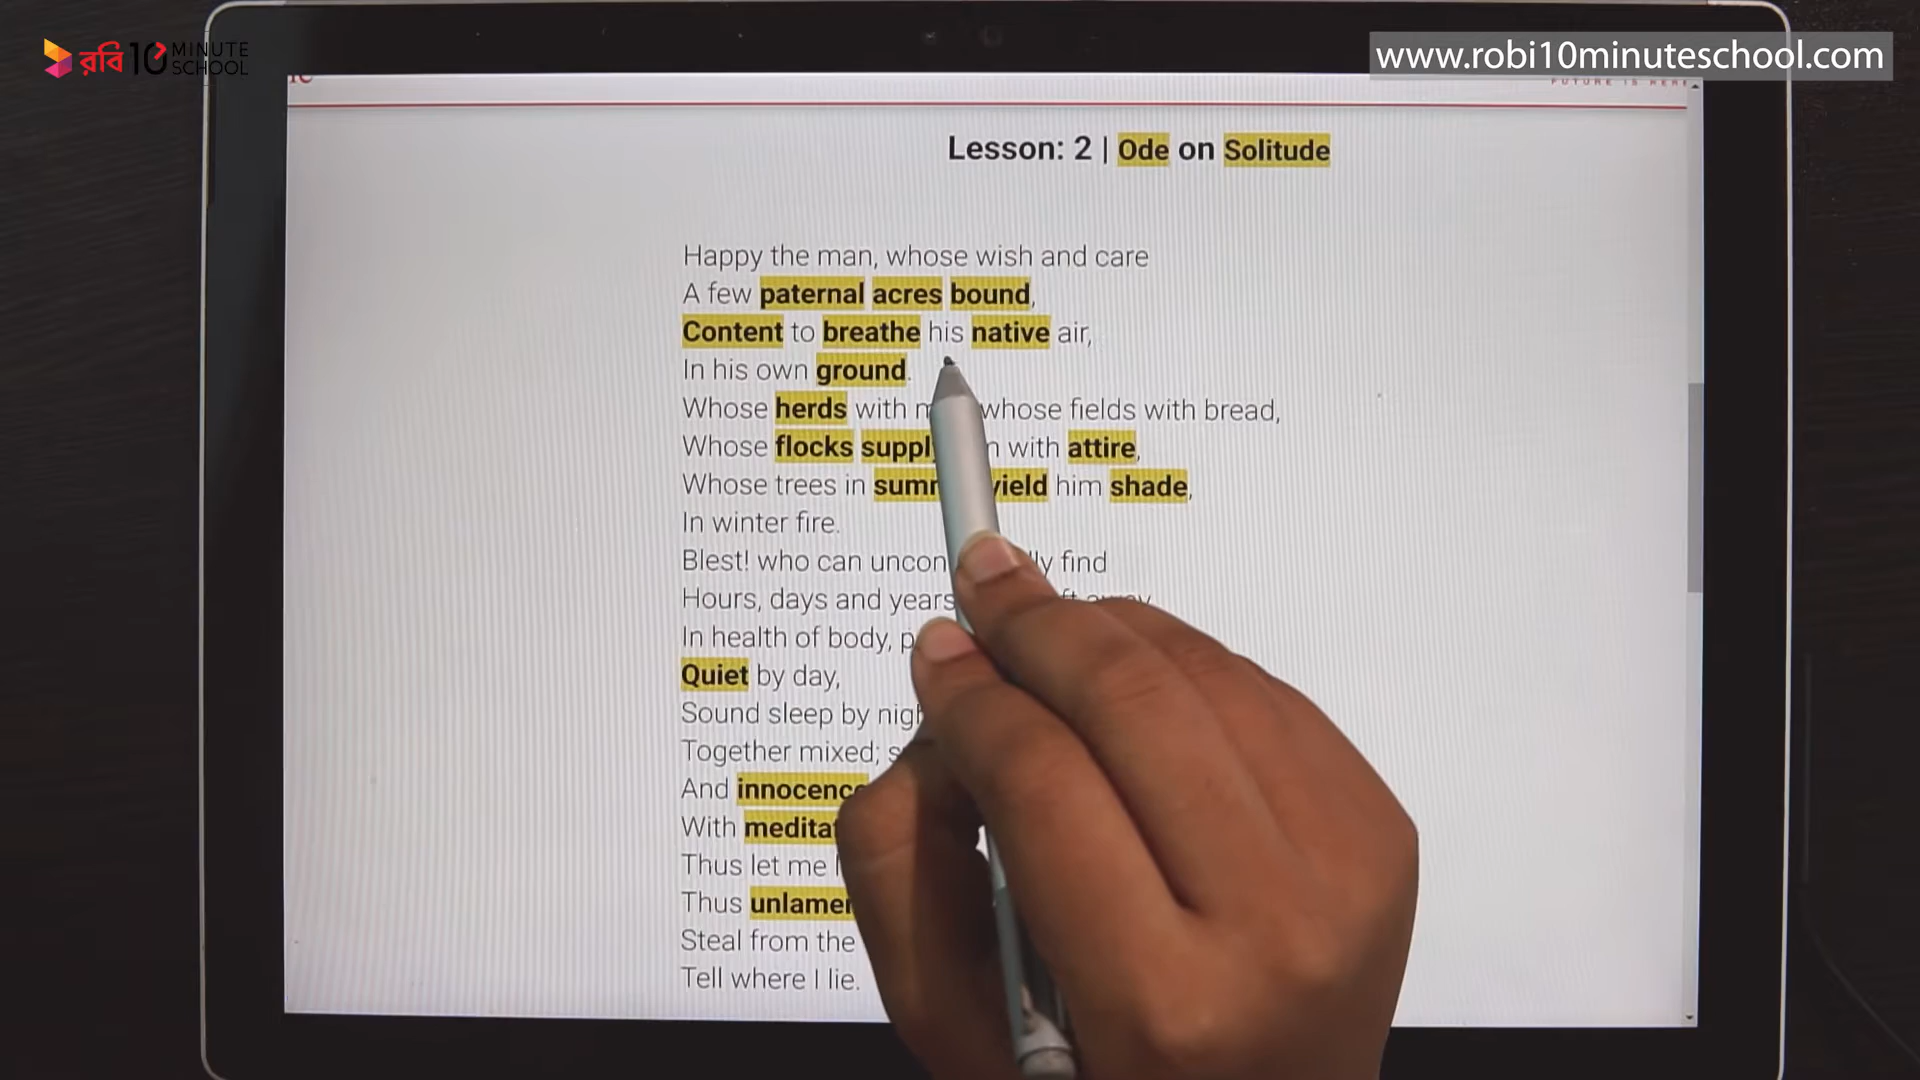 রবি 10 MINUTE SCHOOL
www.robi10minuteschool.com
FUTURE IS HERE
Lesson: 2 | Ode on Solitude
Happy the man, whose wish and care
A few paternal acres bound,
Content to breathe his native air,
In his own ground.
Whose herds with whose fields with bread,
Whose flocks with attire,
Whose trees in him shade,
In winter fire.
Blest! who can find
Hours, days and years
In health of body,
Quiet by day,
Sound sleep by
Together mixed;
And
With
Thus let me
Thus
Steal from the
Tell where I lie.